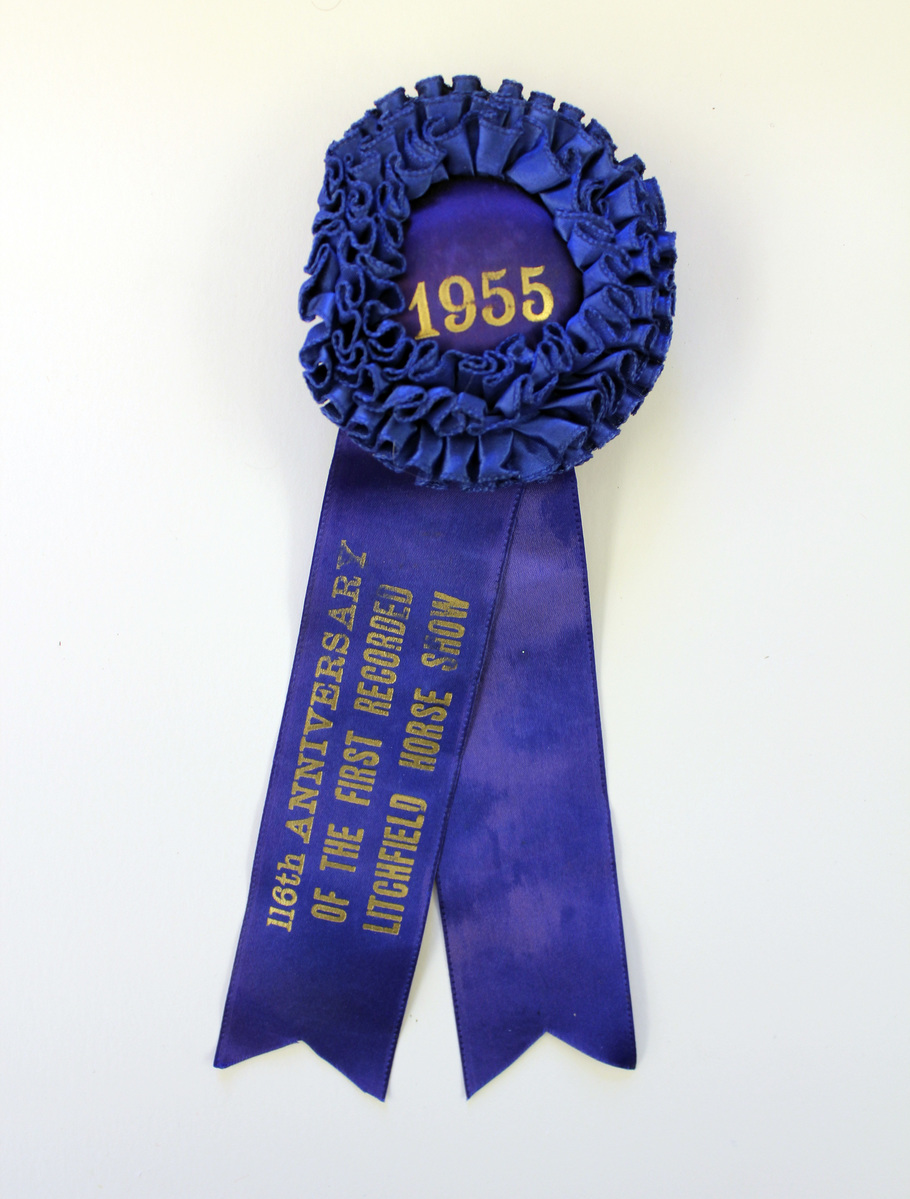 1955
116th ANNIVERSARY
OF THE FIRST RECORDED
LITCHFIELD HORSE SHOW